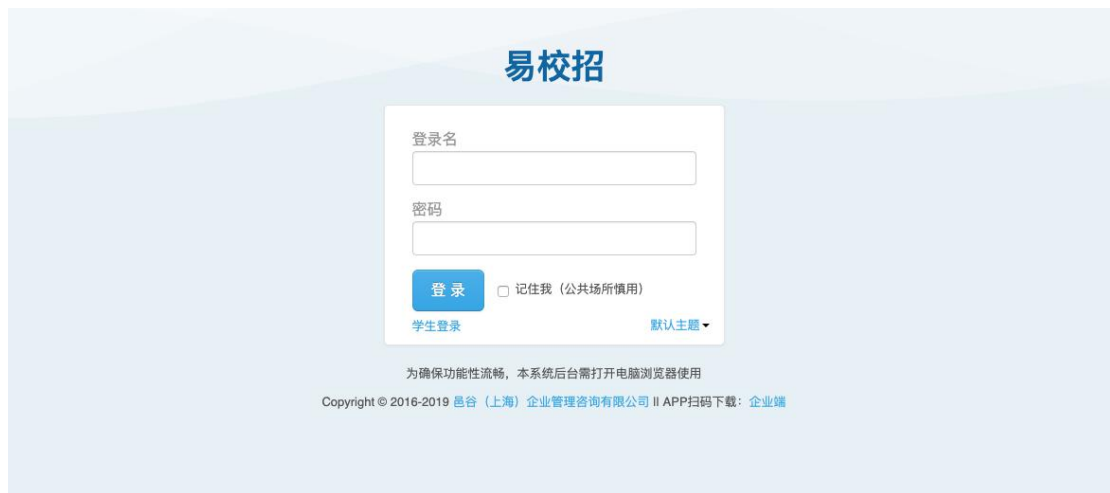 易校招
登录名
密码
登 录 记住我（公共场所慎用）
学生登录 默认主题
为确保功能性流畅，本系统后台需打开电脑浏览器使用
Copyright © 2016-2019 邑谷（上海）企业管理咨询有限公司 II APP扫码下载：企业端